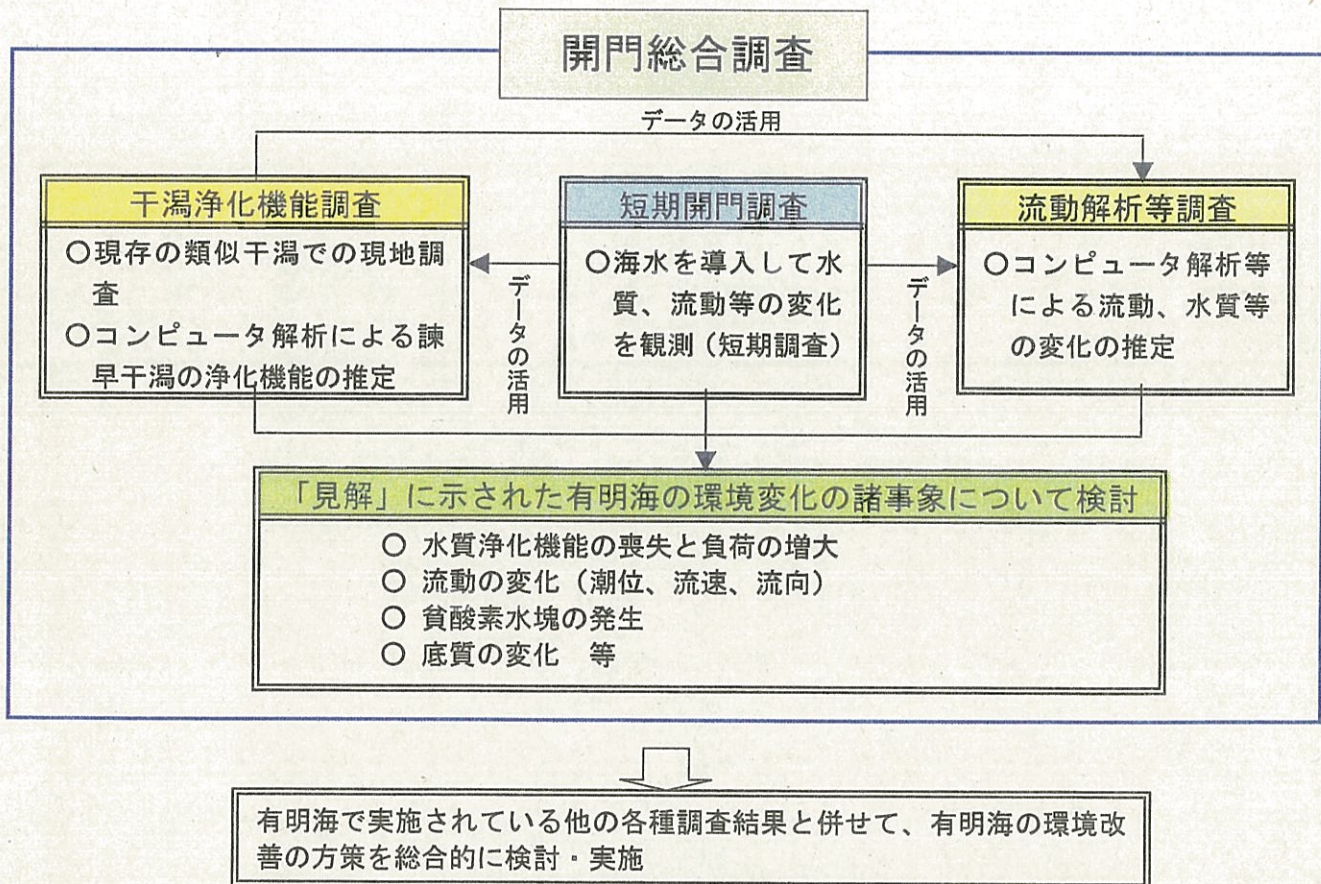 開門総合調査
データの活用
干潟浄化機能調査
○現存の類似干潟での現地調
査
○コンピュータ解析による諫
早干潟の浄化機能の推定
データの活用
短期開門調査
○海水を導入して水
質、流動等の変化
を観測（短期調査）
データの活用
流動解析等調査
○コンピュータ解析等
による流動、水質等
の変化の推定
「見解」に示された有明海の環境変化の諸事象について検討
○ 水質浄化機能の喪失と負荷の増大
○ 流動の変化（潮位、流速、流向）
○ 貧酸素水塊の発生
○ 底質の変化　等
有明海で実施されている他の各種調査結果と併せて、有明海の環境改
善の方策を総合的に検討・実施